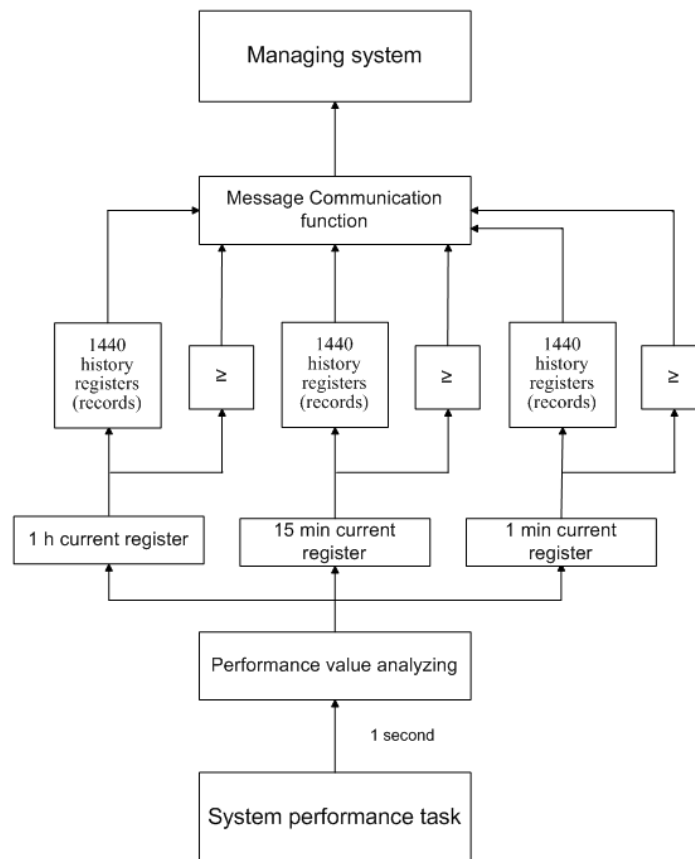 Managing system
Message Communication
function
1440
history
registers
(records)
≥
1440
history
registers
(records)
≥
1440
history
registers
(records)
≥
1 h current register
15 min current
register
1 min current
register
Performance value analyzing
1 second
System performance task